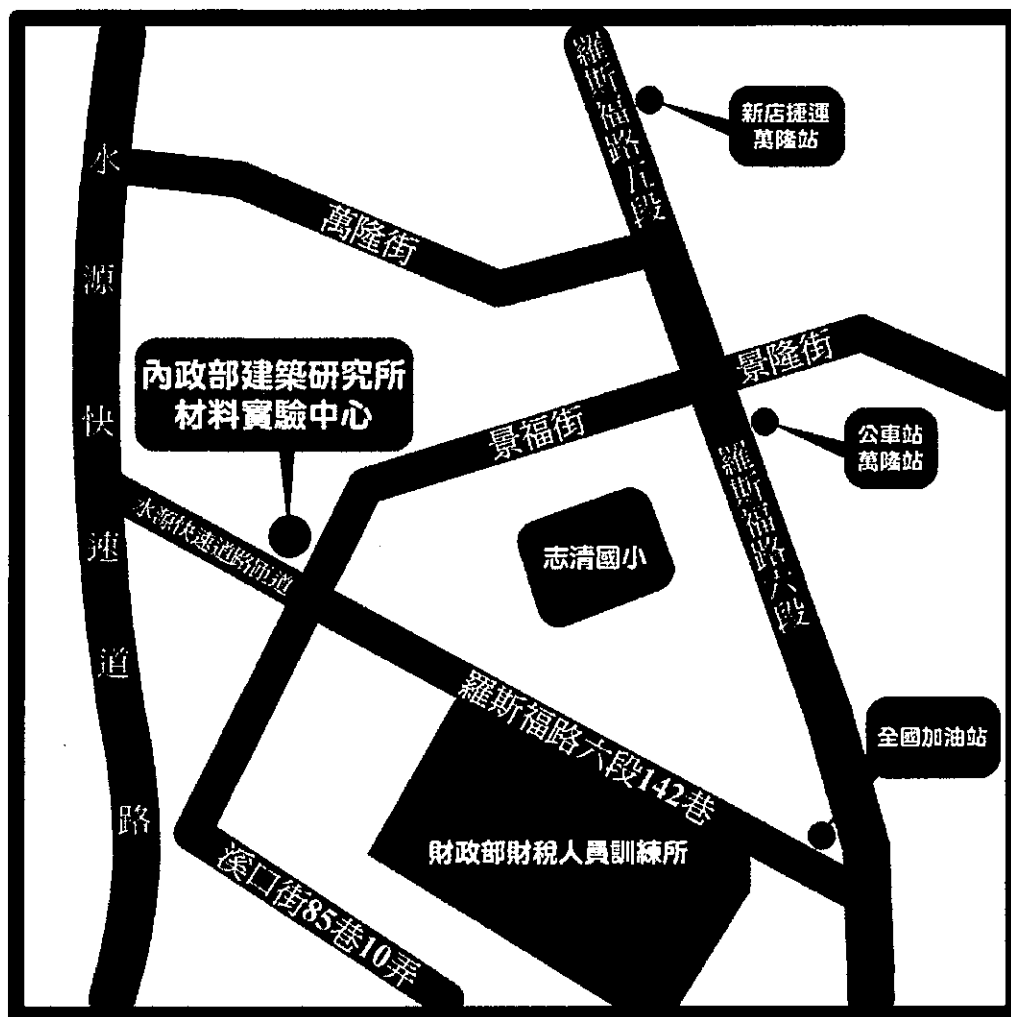 羅斯福路五段
新店捷運
萬隆站
水源快速道路
萬隆街
景隆街
內政部建築研究所
材料實驗中心
景福街
公車站
萬隆站
羅斯福路六段
水源快速道路匝道
志清國小
羅斯福路六段142巷
全國加油站
財政部財稅人員訓練所
溪口街85巷10弄